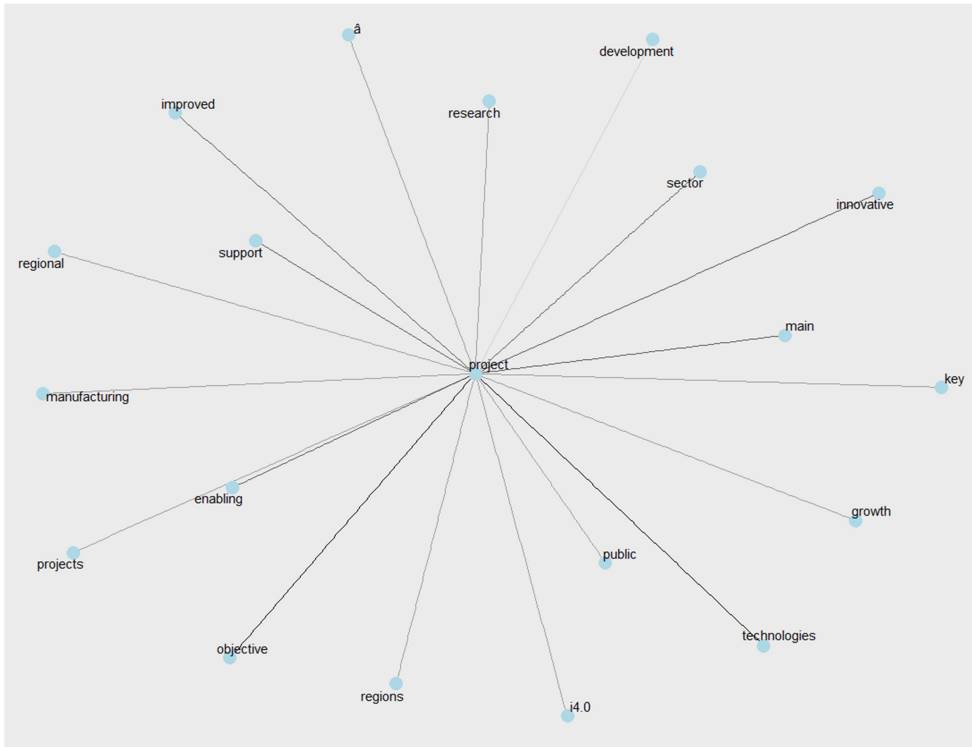 â
development
improved
research
sector
innovative
support
regional
main
project
key
manufacturing
enabling
growth
public
projects
technologies
objective
regions
i4.0